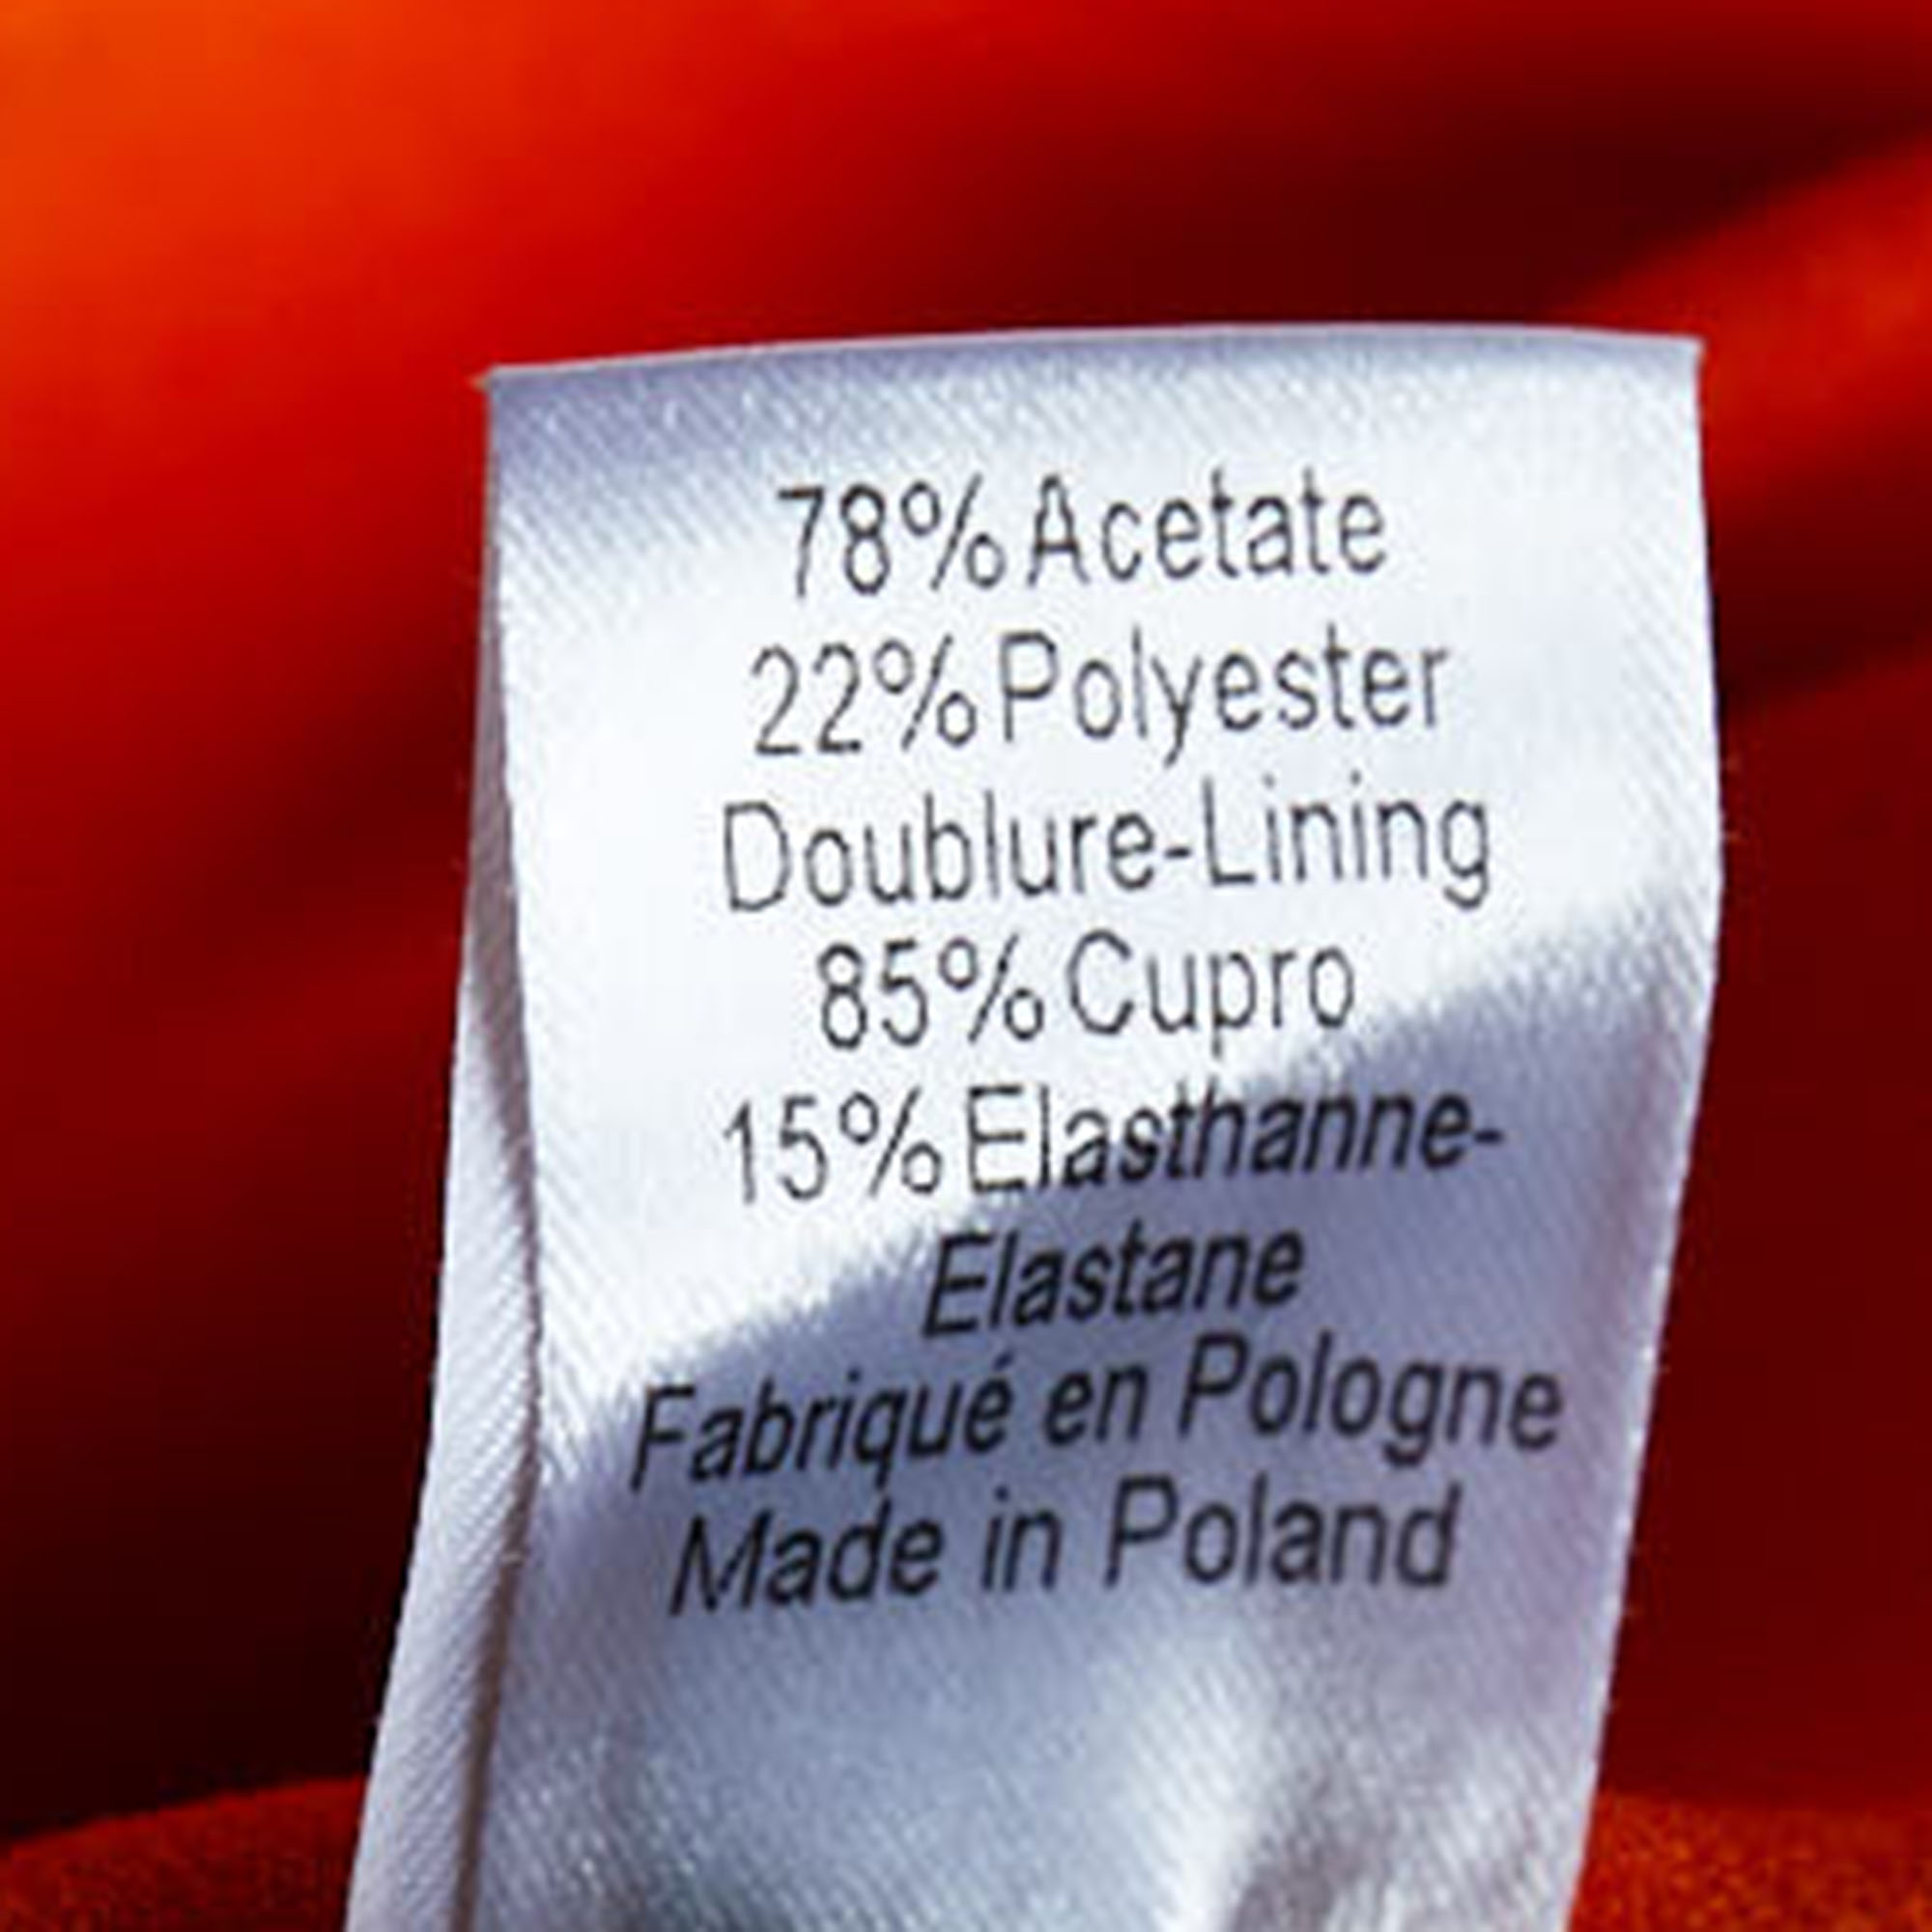 78% Acetate
22% Polyester
Doublure-Lining
85% Cupro
15% Elasthanne-
Elastane
Fabriqué en Pologne
Made in Poland